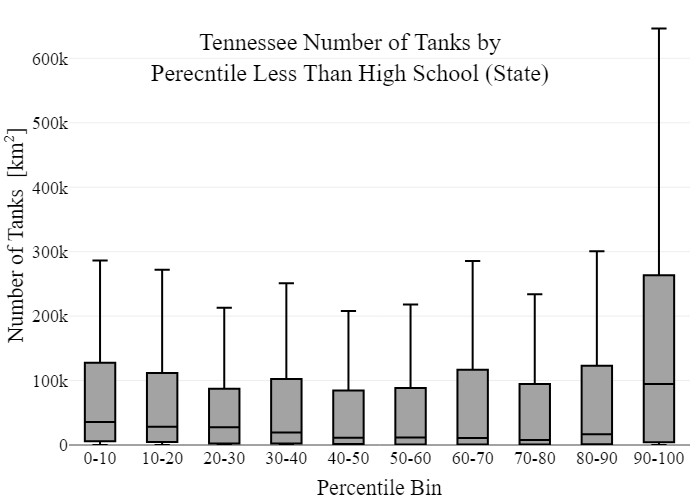 Tennessee Number of Tanks by
Perecntile Less Than High School (State)
Number of Tanks [km²]
600k
500k
400k
300k
200k
100k
0
0-10 10-20 20-30 30-40 40-50 50-60 60-70 70-80 80-90 90-100
Percentile Bin